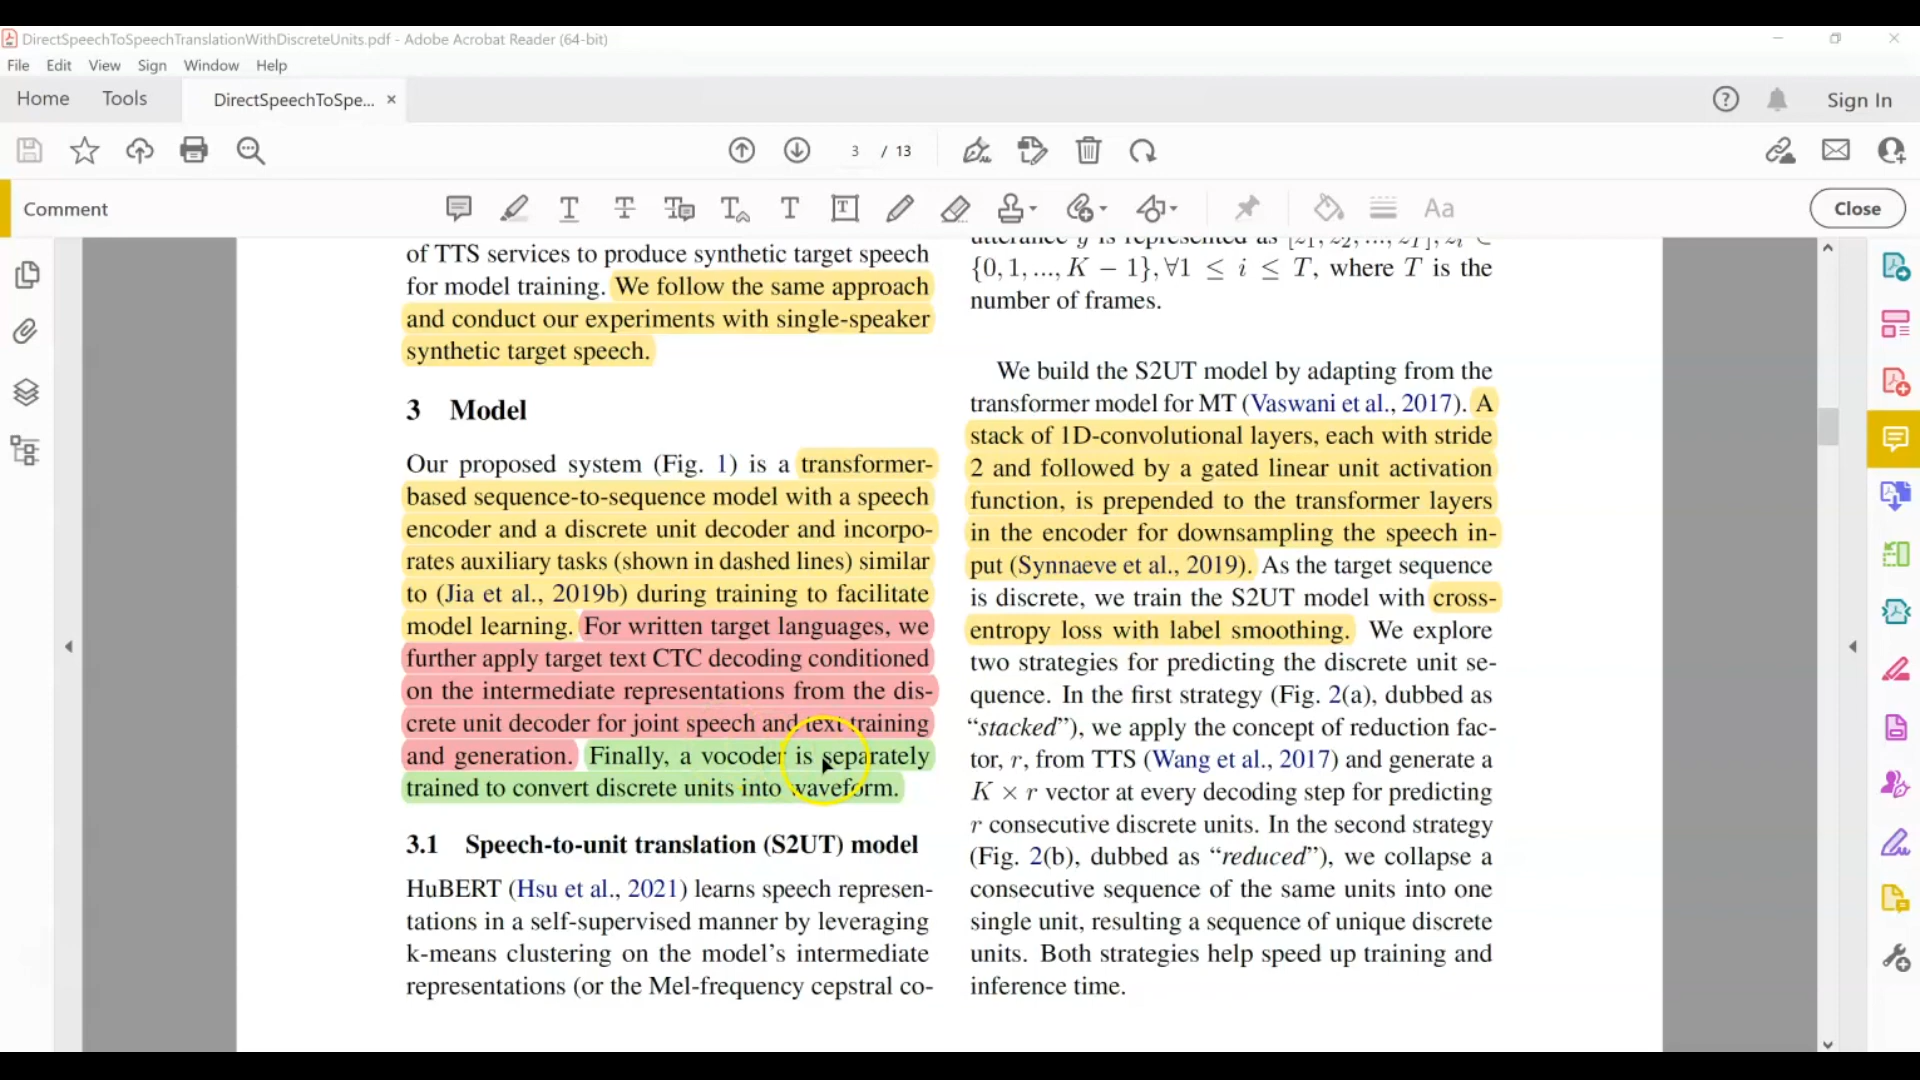 DirectSpeechToSpeechTranslationWithDiscreteUnits.pdf - Adobe Acrobat Reader (64-bit)
File Edit View Sign Window Help
Home Tools DirectSpeechToSpe... × Sign In
3 / 13
Comment Close
of TTS services to produce synthetic target speech
for model training. We follow the same approach
and conduct our experiments with single-speaker
synthetic target speech.
3 Model
Our proposed system (Fig. 1) is a transformer-
based sequence-to-sequence model with a speech
encoder and a discrete unit decoder and incorpo-
rates auxiliary tasks (shown in dashed lines) similar
to (Jia et al., 2019b) during training to facilitate
model learning. For written target languages, we
further apply target text CTC decoding conditioned
on the intermediate representations from the dis-
crete unit decoder for joint speech and text training
and generation. Finally, a vocoder is separately
trained to convert discrete units into waveform.
3.1 Speech-to-unit translation (S2UT) model
HuBERT (Hsu et al., 2021) learns speech represen-
tations in a self-supervised manner by leveraging
k-means clustering on the model's intermediate
representations (or the Mel-frequency cepstral co-
utterance y is represented as [z1, z2, ..., zT], zi ∈
{0, 1, ..., K − 1}, ∀1 ≤ i ≤ T, where T is the
number of frames.
We build the S2UT model by adapting from the
transformer model for MT (Vaswani et al., 2017). A
stack of 1D-convolutional layers, each with stride
2 and followed by a gated linear unit activation
function, is prepended to the transformer layers
in the encoder for downsampling the speech in-
put (Synnaeve et al., 2019). As the target sequence
is discrete, we train the S2UT model with cross-
entropy loss with label smoothing. We explore
two strategies for predicting the discrete unit se-
quence. In the first strategy (Fig. 2(a), dubbed as
“stacked”), we apply the concept of reduction fac-
tor, r, from TTS (Wang et al., 2017) and generate a
K × r vector at every decoding step for predicting
r consecutive discrete units. In the second strategy
(Fig. 2(b), dubbed as “reduced”), we collapse a
consecutive sequence of the same units into one
single unit, resulting a sequence of unique discrete
units. Both strategies help speed up training and
inference time.